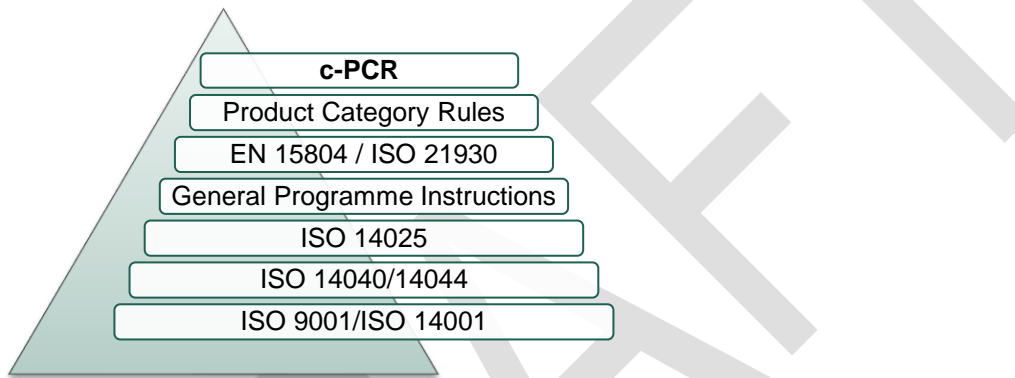 c-PCR
Product Category Rules
EN 15804 / ISO 21930
General Programme Instructions
ISO 14025
ISO 14040/14044
ISO 9001/ISO 14001